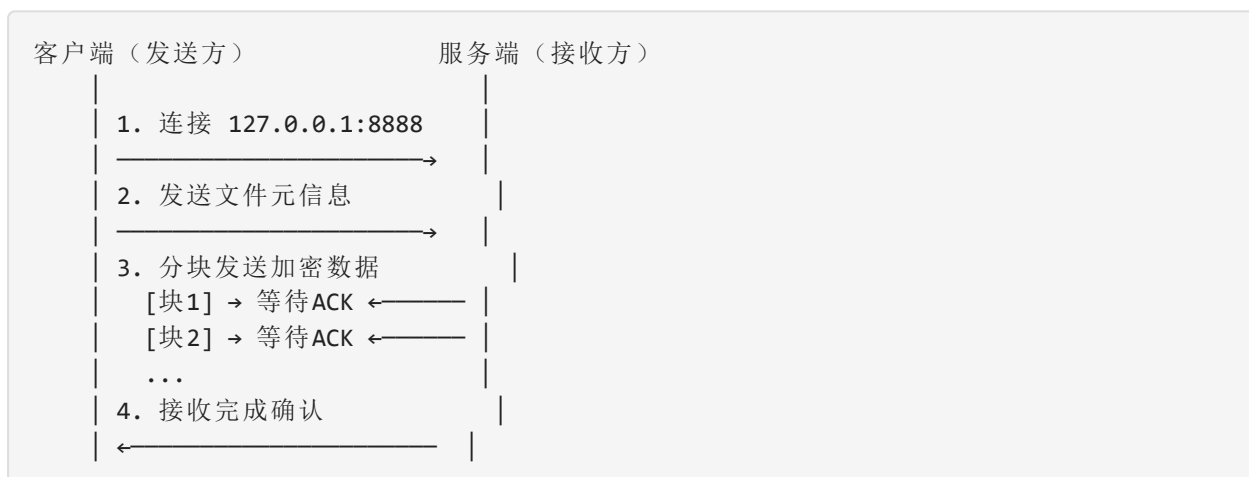 客户端（发送方） 服务端（接收方）
│ │
│ 1. 连接 127.0.0.1:8888 │
│ ──────────────────────→ │
│ 2. 发送文件元信息 │
│ ──────────────────────→ │
│ 3. 分块发送加密数据 │
│ [块1] → 等待ACK ←────── │
│ [块2] → 等待ACK ←────── │
│ ... │
│ 4. 接收完成确认 │
│ ←────────────────────── │